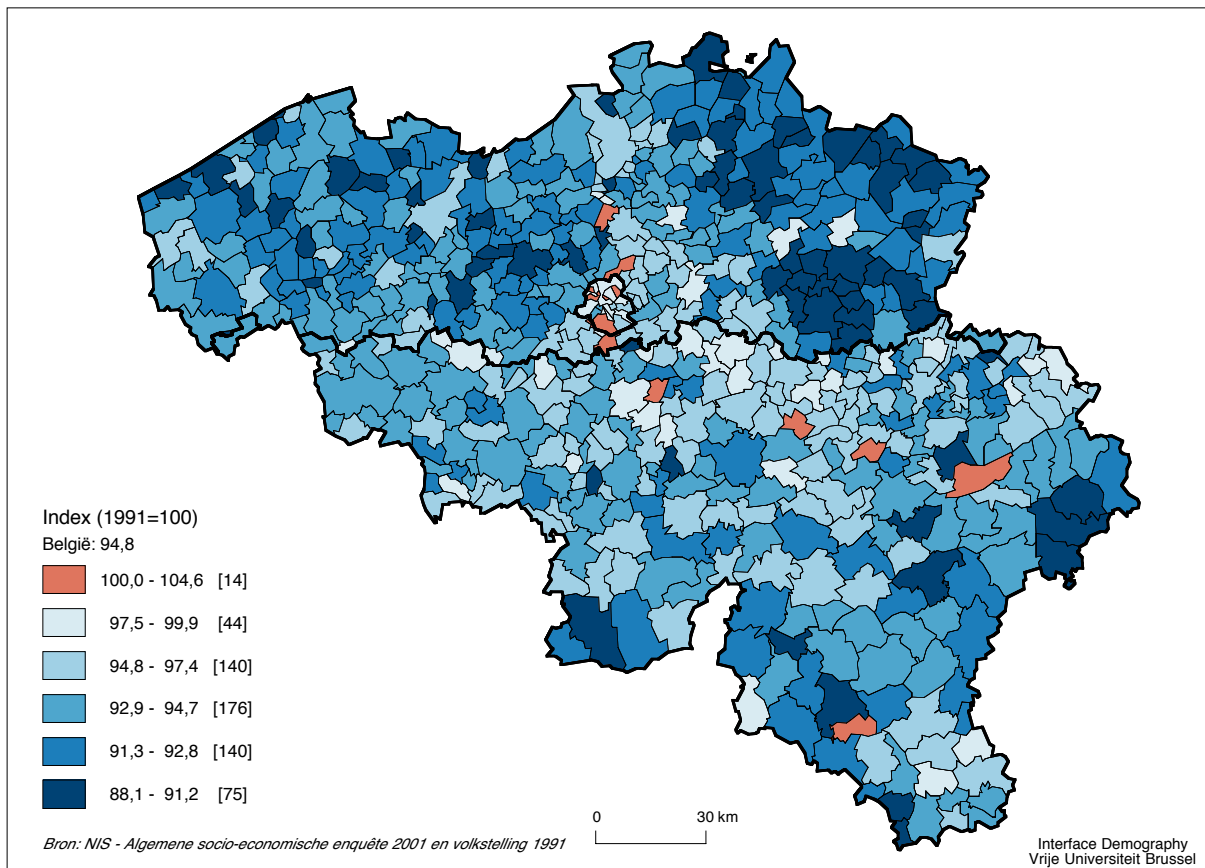 Index (1991=100)
België: 94,8
100,0 - 104,6 [14]
97,5 - 99,9 [44]
94,8 - 97,4 [140]
92,9 - 94,7 [176]
91,3 - 92,8 [140]
88,1 - 91,2 [75]
0 30 km
Bron: NIS - Algemene socio-economische enquête 2001 en volkstelling 1991
Interface Demography
Vrije Universiteit Brussel